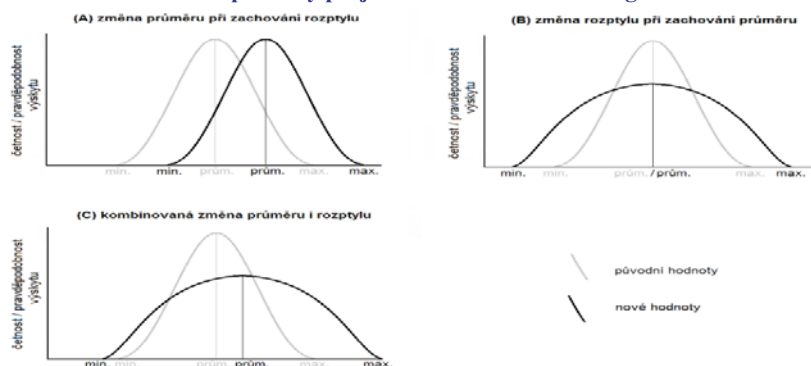 (A) změna průměru při zachování rozptylu
četnost / pravděpodobnost
výskytu
min. min. prům. prům. max. max.
(B) změna rozptylu při zachování průměru
četnost / pravděpodobnost
výskytu
min. min. prům. / prům. max. max.
(C) kombinovaná změna průměru i rozptylu
četnost / pravděpodobnost
výskytu
min. min. prům. prům. max. max.
původní hodnoty
nové hodnoty